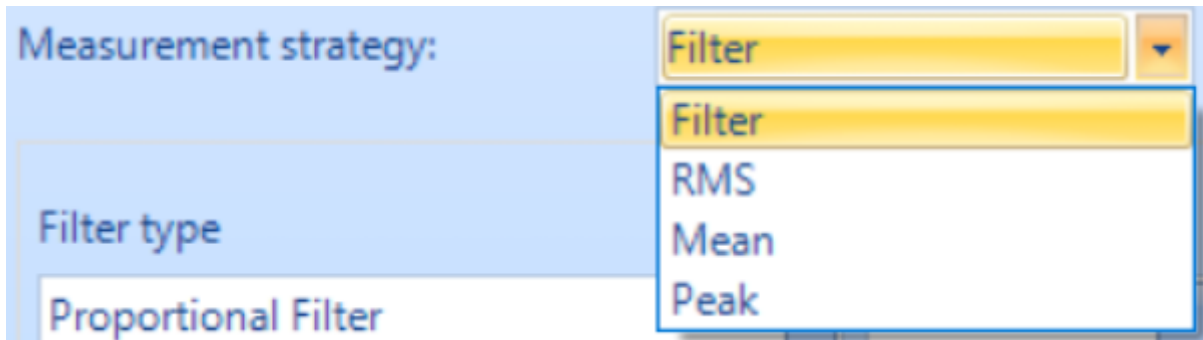 Measurement strategy:
Filter
Filter
RMS
Mean
Peak
Filter type
Proportional Filter